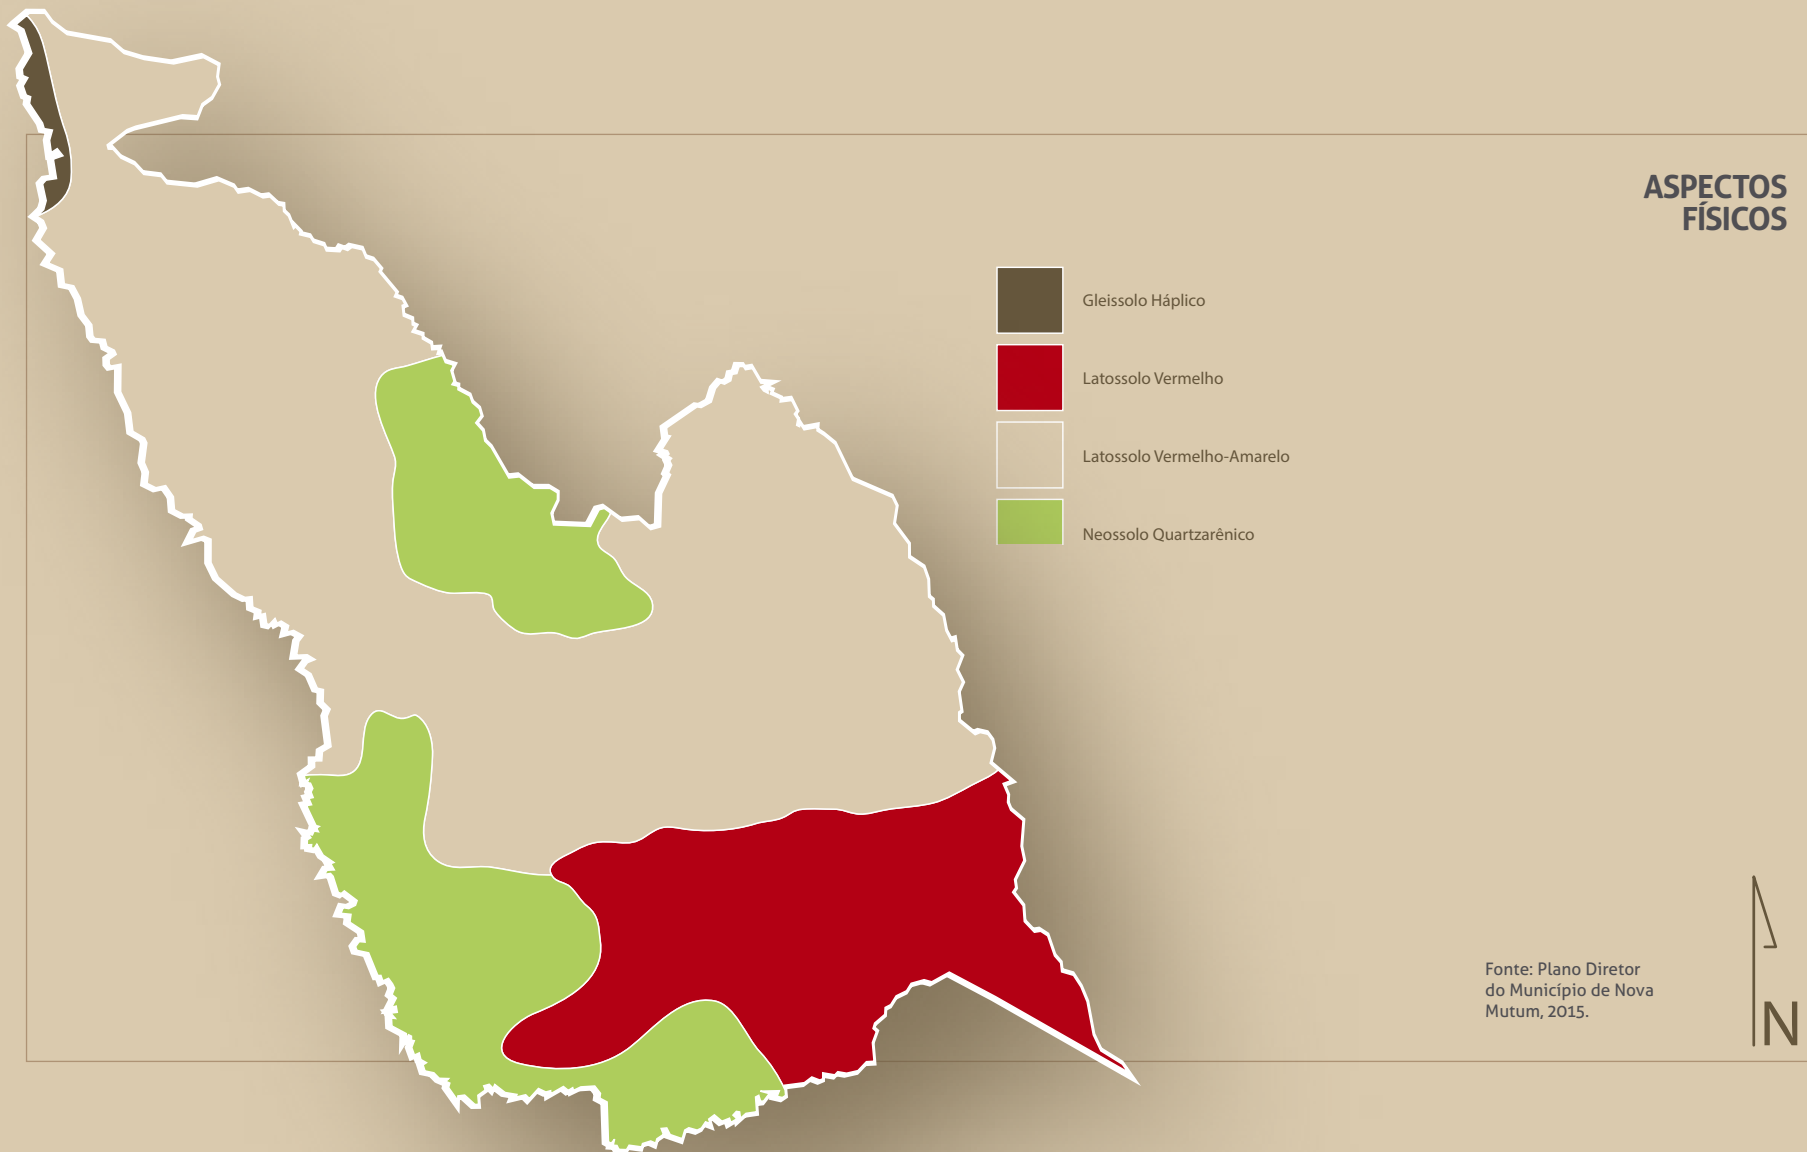 ASPECTOS
FÍSICOS
Gleissolo Háplico
Latossolo Vermelho
Latossolo Vermelho-Amarelo
Neossolo Quartzarênico
Fonte: Plano Diretor
do Município de Nova
Mutum, 2015.
N